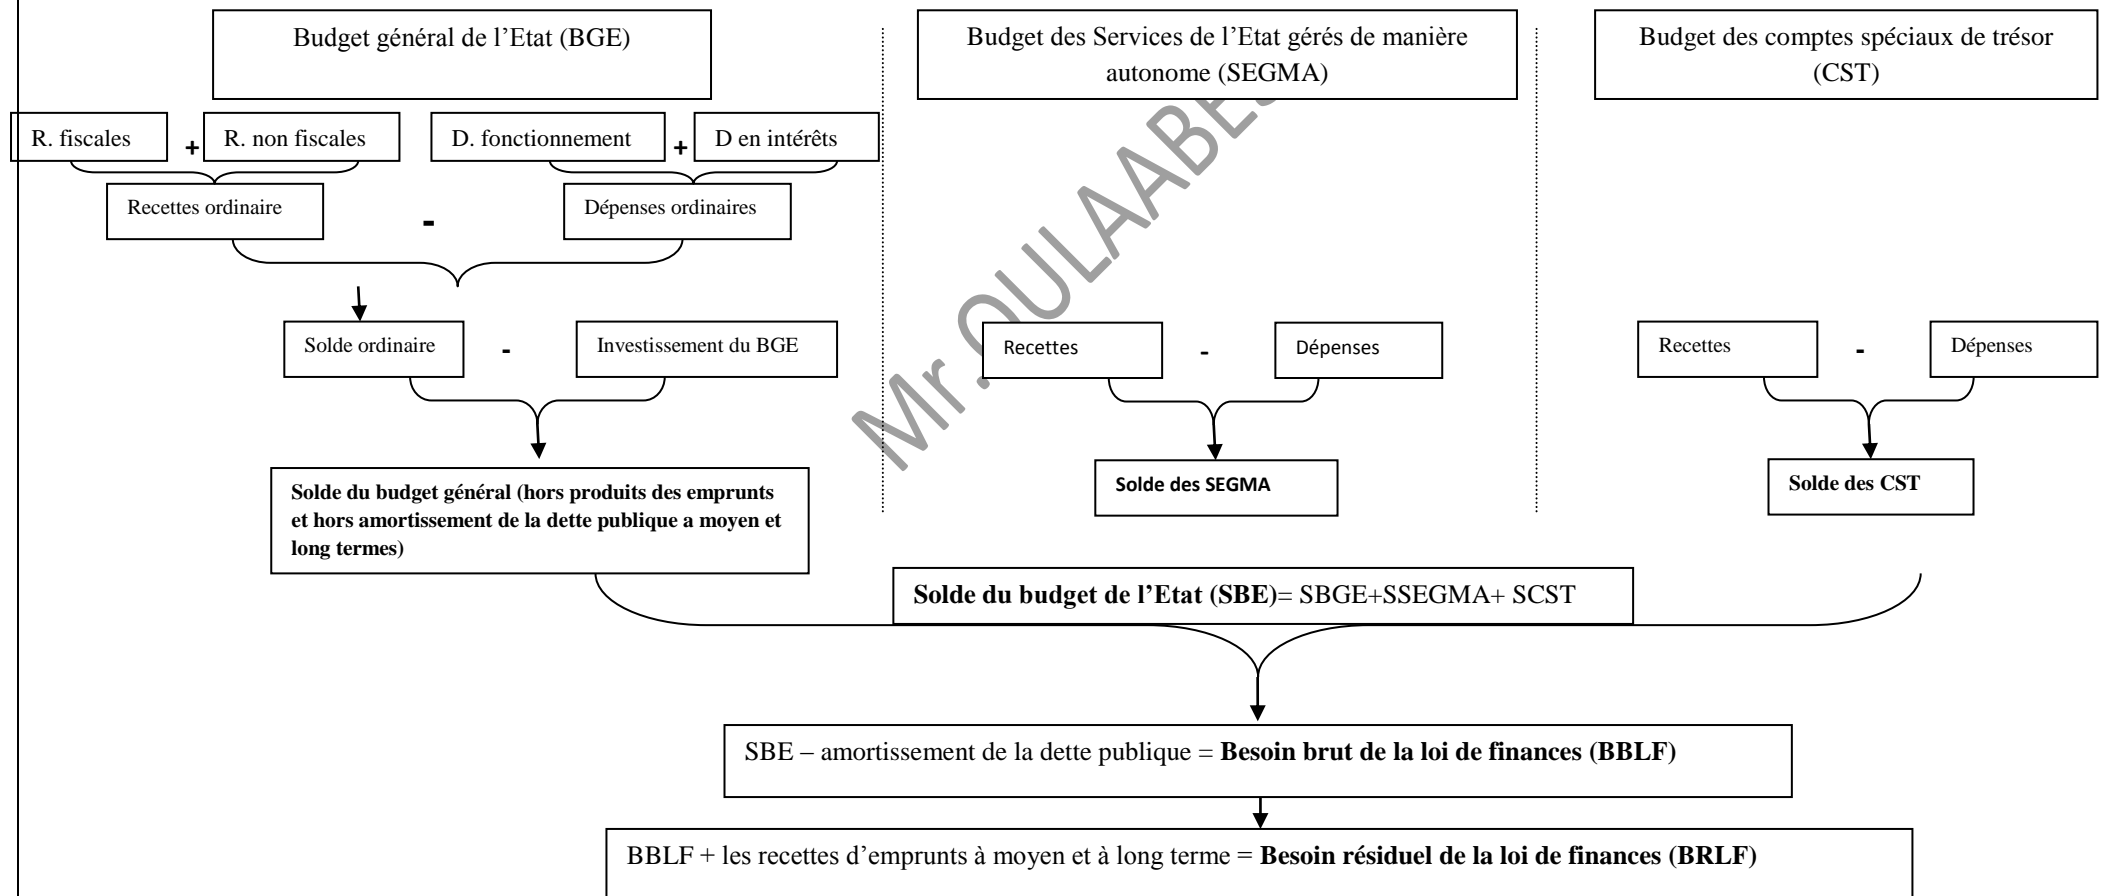 Budget général de l'Etat (BGE)
Budget des Services de l'Etat gérés de manière
autonome (SEGMA)
Budget des comptes spéciaux de trésor
(CST)
R. fiscales
+
R. non fiscales
D. fonctionnement
+
D en intérêts
Recettes ordinaire
-
Dépenses ordinaires
Solde ordinaire
-
Investissement du BGE
Recettes
-
Dépenses
Recettes
-
Dépenses
Solde du budget général (hors produits des emprunts
et hors amortissement de la dette publique a moyen et
long termes)
Solde des SEGMA
Solde des CST
Solde du budget de l'Etat (SBE)= SBGE+SSEGMA+ SCST
SBE – amortissement de la dette publique = Besoin brut de la loi de finances (BBLF)
BBLF + les recettes d'emprunts à moyen et à long terme = Besoin résiduel de la loi de finances (BRLF)